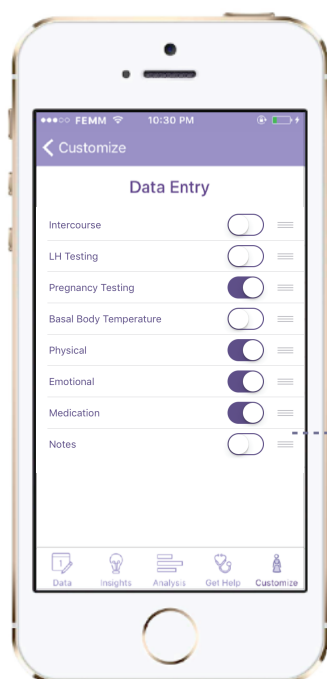 FEMM 10:30 PM
Customize
Data Entry
Intercourse
LH Testing
Pregnancy Testing
Basal Body Temperature
Physical
Emotional
Medication
Notes
1
Data Insights Analysis Get Help Customize